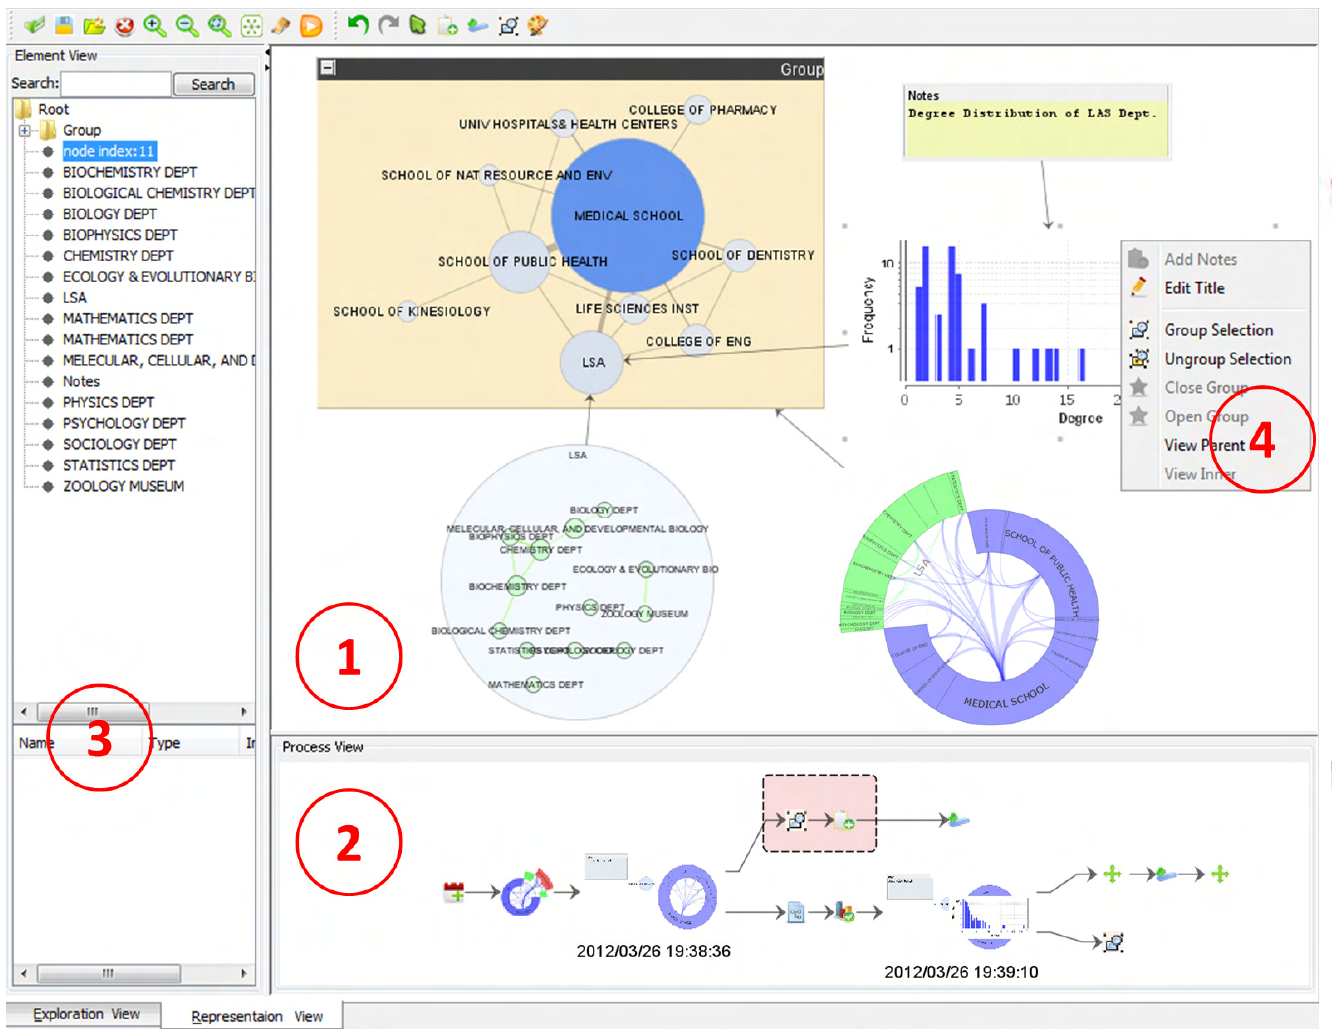 Element View
Search:
Search
Root
Group
node index:11
BIOCHEMISTRY DEPT
BIOLOGICAL CHEMISTRY DEPT
BIOLOGY DEPT
BIOPHYSICS DEPT
CHEMISTRY DEPT
ECOLOGY & EVOLUTIONARY B
LSA
MATHEMATICS DEPT
MATHEMATICS DEPT
MELECULAR, CELLULAR, AND D
Notes
PHYSICS DEPT
PSYCHOLOGY DEPT
SOCIOLOGY DEPT
STATISTICS DEPT
ZOOLOGY MUSEUM
3
Name Type
Group
COLLEGE OF PHARMACY
UNIV HOSPITALS& HEALTH CENTERS
SCHOOL OF NAT RESOURCE AND ENV
MEDICAL SCHOOL
SCHOOL OF PUBLIC HEALTH
SCHOOL OF DENTISTRY
SCHOOL OF KINESIOLOGY
LIFE SCIENCES INST
COLLEGE OF ENG
LSA
Notes
Degree Distribution of LAS Dept.
Frequency
10
1
0 5 10 15 2
Degree
Add Notes
Edit Title
Group Selection
Ungroup Selection
Close Group
Open Group
View Parent
View Inner
4
LSA
BIOLOGY DEPT
MELECULAR, CELLULAR, AND DEVELOPMENTAL BIOLOGY
BIOPHYSICS DEPT
CHEMISTRY DEPT
ECOLOGY & EVOLUTIONARY BIO
BIOCHEMISTRY DEPT
PHYSICS DEPT
ZOOLOGY MUSEUM
BIOLOGICAL CHEMISTRY DEPT
MATHEMATICS DEPT
1
LSA
SCHOOL OF PUBLIC HEALTH
MEDICAL SCHOOL
Process View
2
2012/03/26 19:38:36
2012/03/26 19:39:10
Exploration View
Representaion View